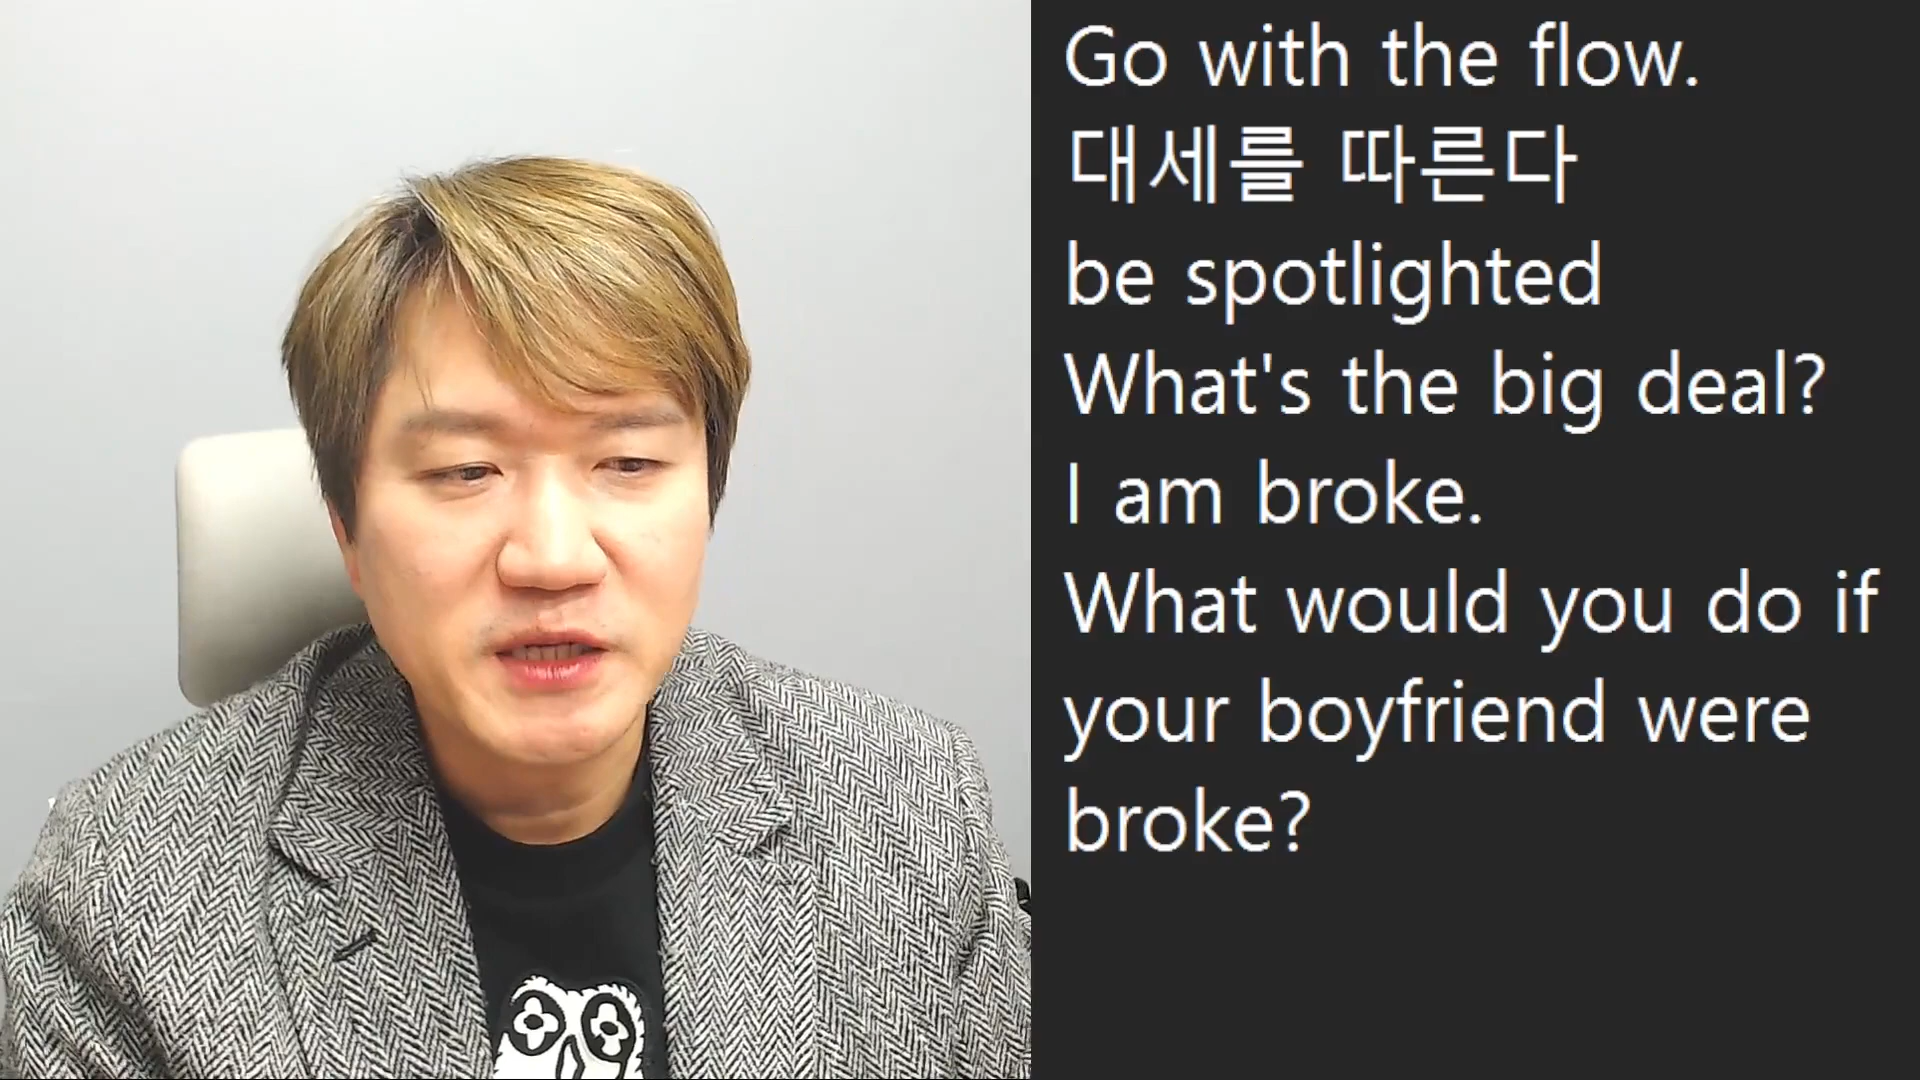 Go with the flow.
대세를 따른다
be spotlighted
What's the big deal?
I am broke.
What would you do if
your boyfriend were
broke?